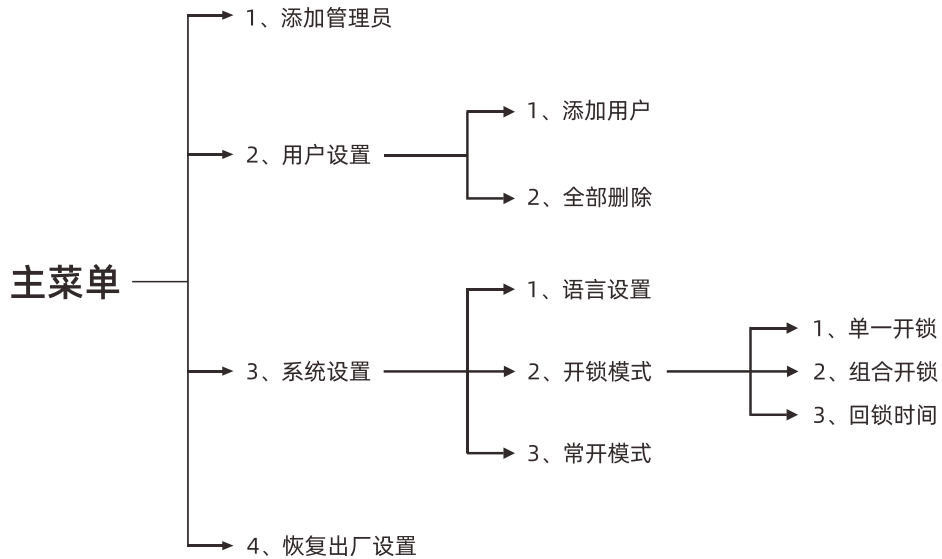 主菜单
1、添加管理员
2、用户设置
1、添加用户
2、全部删除
3、系统设置
1、语言设置
2、开锁模式
1、单一开锁
2、组合开锁
3、回锁时间
3、常开模式
4、恢复出厂设置